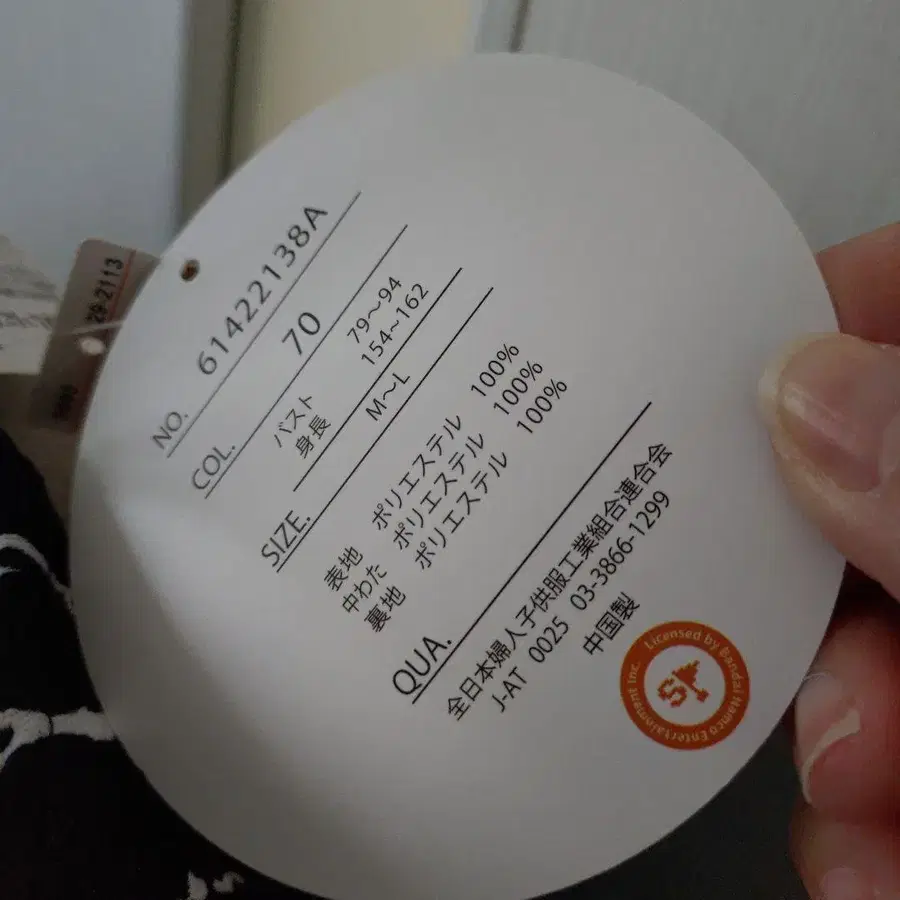 NO. 61422138A
COL. 70
バスト 79〜94
身長 154~162
SIZE. M〜L
表地 ポリエステル 100%
中わた ポリエステル 100%
裏地 ポリエステル 100%
QUA.
全日本婦人子供服工業組合連合会
J-AT 0025 03-3866-1299
中国製
Licensed by Bandai Namco Entertainment Inc.
29-2113